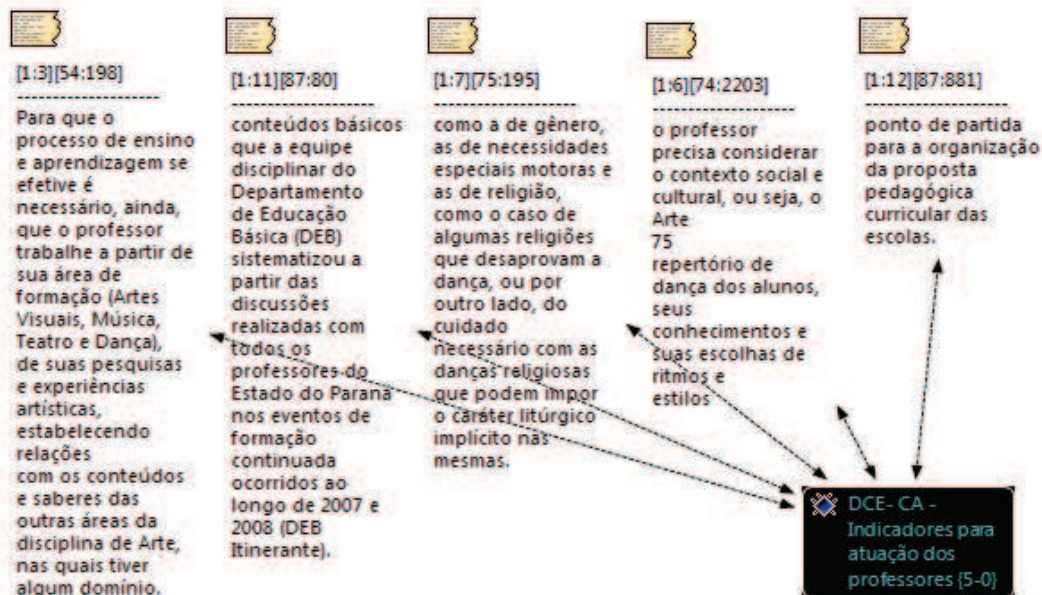 [1:3][54:198]
Para que o
processo de ensino
e aprendizagem se
efetive é
necessário, ainda,
que o professor
trabalhe a partir de
sua área de
formação (Artes
Visuais, Música,
Teatro e Dança),
de suas pesquisas
e experiências
artísticas,
estabelecendo
relações
com os conteúdos
e saberes das
outras áreas da
disciplina de Arte,
nas quais tiver
algum domínio.
[1:11][87:80]
conteúdos básicos
que a equipe
disciplinar do
Departamento
de Educação
Básica (DEB)
sistematizou a
partir das
discussões
realizadas com
todos os
professores do
Estado do Paraná
nos eventos de
formação
continuada
ocorridos ao
longo de 2007 e
2008 (DEB
Itinerante).
[1:7][75:195]
como a de gênero,
as de necessidades
especiais motoras e
as de religião,
como o caso de
algumas religiões
que desaprovam a
dança, ou por
outro lado, do
cuidado
necessário com as
danças religiosas
que podem impor
o caráter litúrgico
implícito nas
mesmas.
[1:6][74:2203]
o professor
precisa considerar
o contexto social e
cultural, ou seja, o
Arte
75
repertório de
dança dos alunos,
seus
conhecimentos e
suas escolhas de
ritmos e
estilos
[1:12][87:881]
ponto de partida
para a organização
da proposta
pedagógica
curricular das
escolas.
DCE- CA -
Indicadores para
atuação dos
professores {5-0}